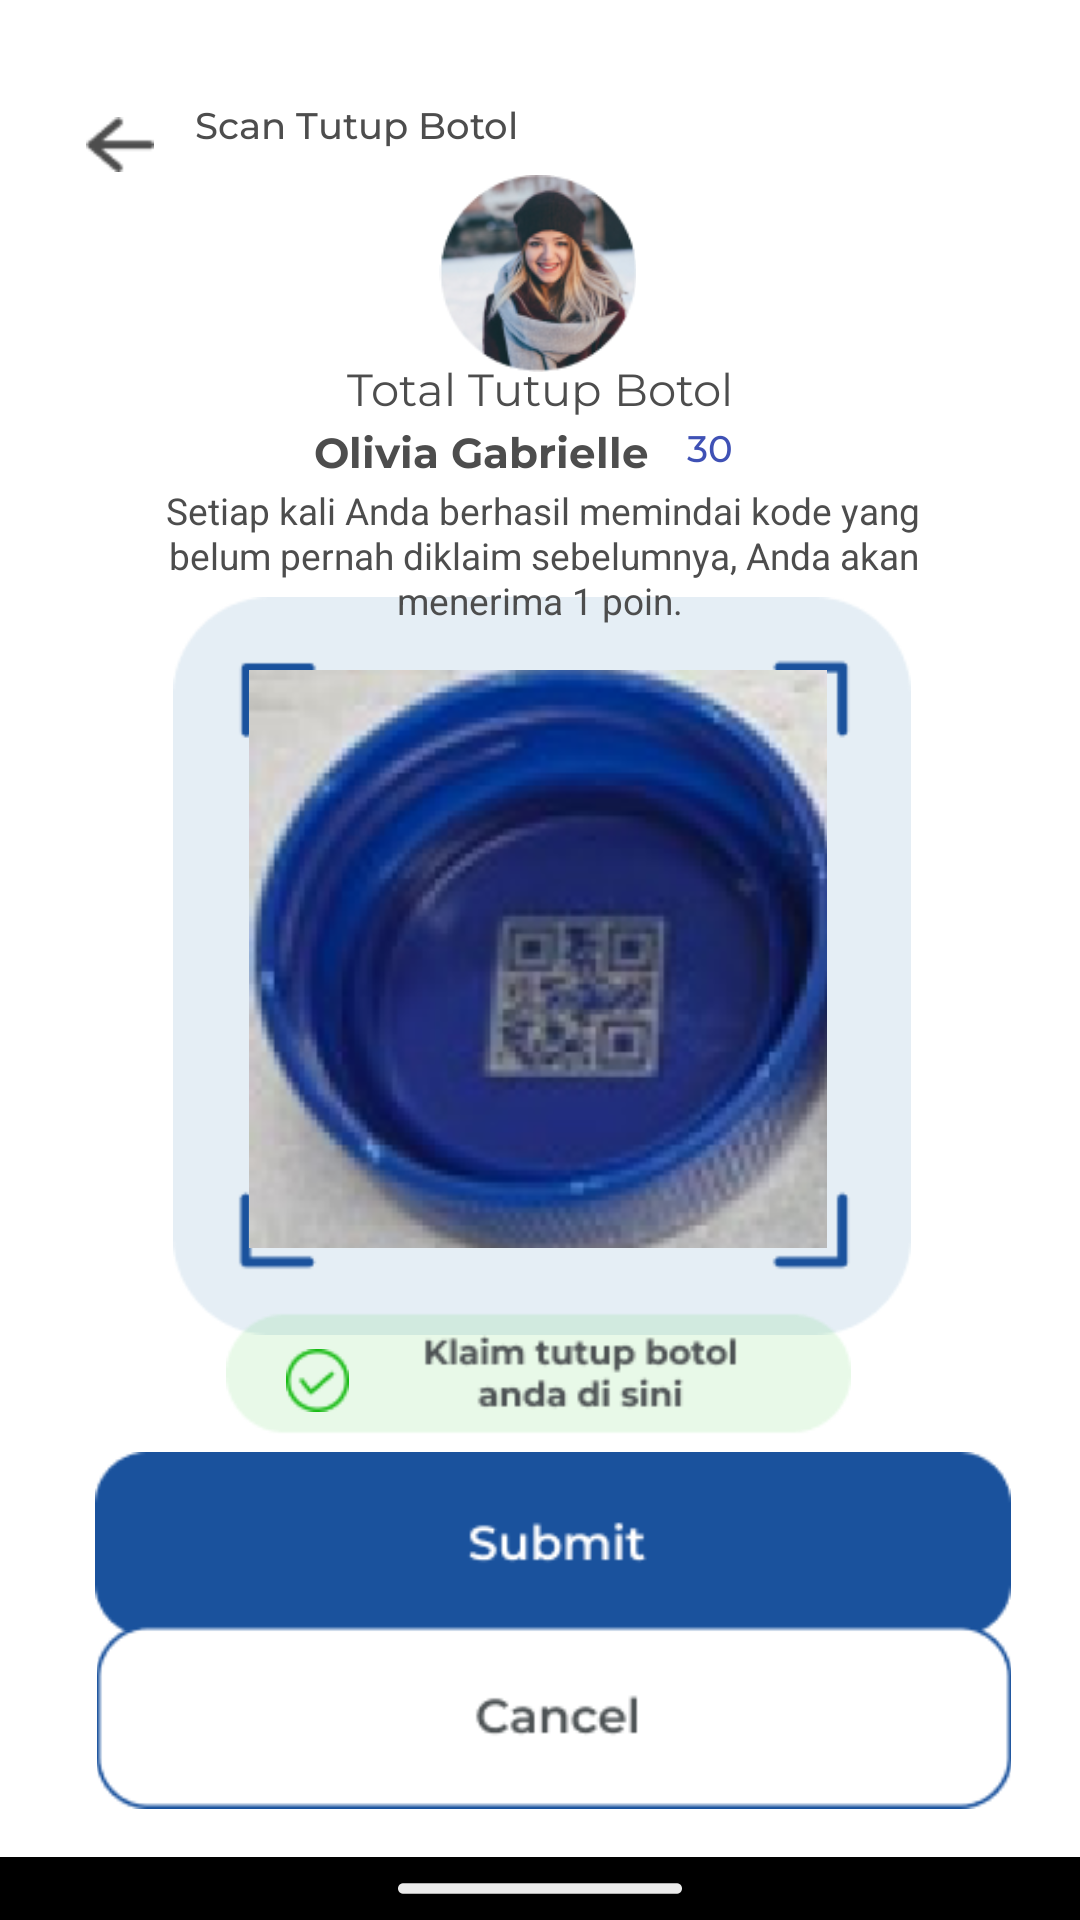 Scan Tutup Botol
Total Tutup Botol
Olivia Gabrielle 30
Setiap kali Anda berhasil memindai kode yang
belum pernah diklaim sebelumnya, Anda akan
menerima 1 poin.
Klaim tutup botol
anda di sini
Submit
Cancel